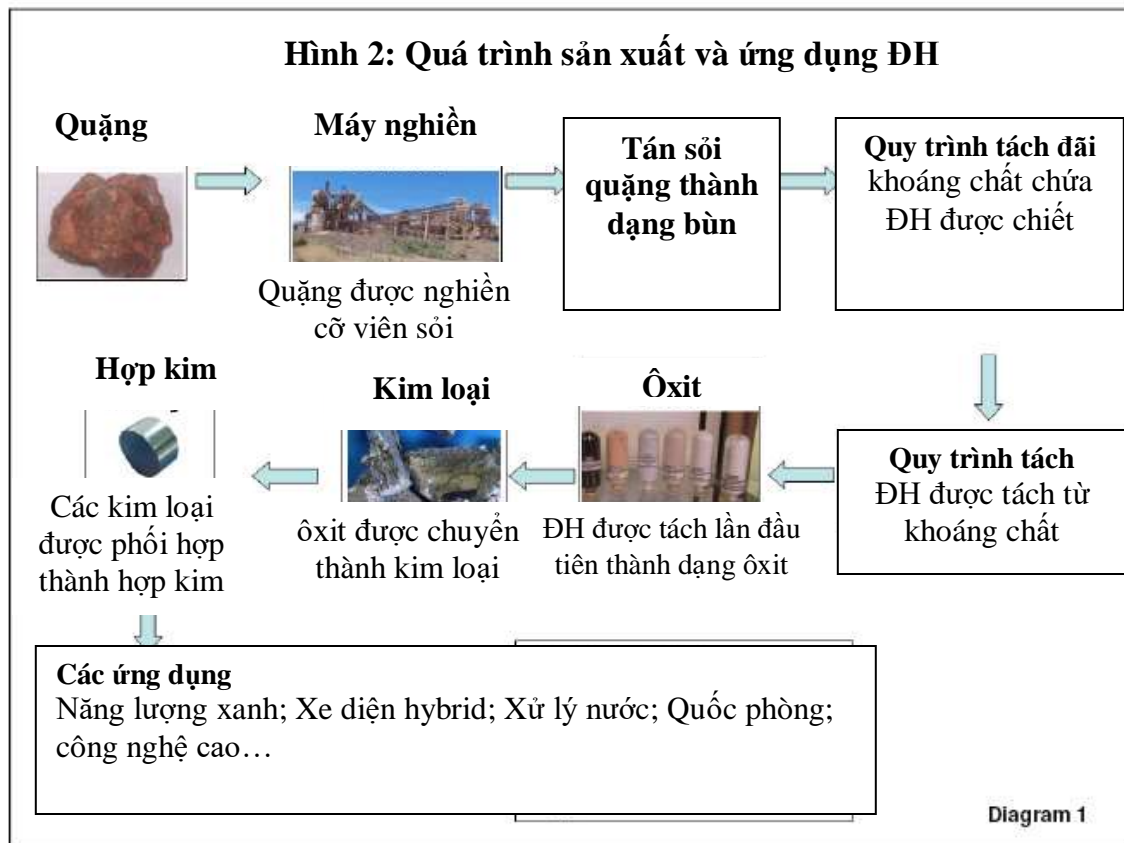 Hình 2: Quá trình sản xuất và ứng dụng ĐH
Quặng
Máy nghiền
Quặng được nghiền
cỡ viên sỏi
Tán sỏi
quặng thành
dạng bùn
Quy trình tách đãi
khoáng chất chứa
ĐH được chiết
Hợp kim
Các kim loại
được phối hợp
thành hợp kim
Kim loại
ôxit được chuyển
thành kim loại
Ôxit
ĐH được tách lần đầu
tiên thành dạng ôxit
Quy trình tách
ĐH được tách từ
khoáng chất
Các ứng dụng
Năng lượng xanh; Xe diện hybrid; Xử lý nước; Quốc phòng;
công nghệ cao…
Diagram 1